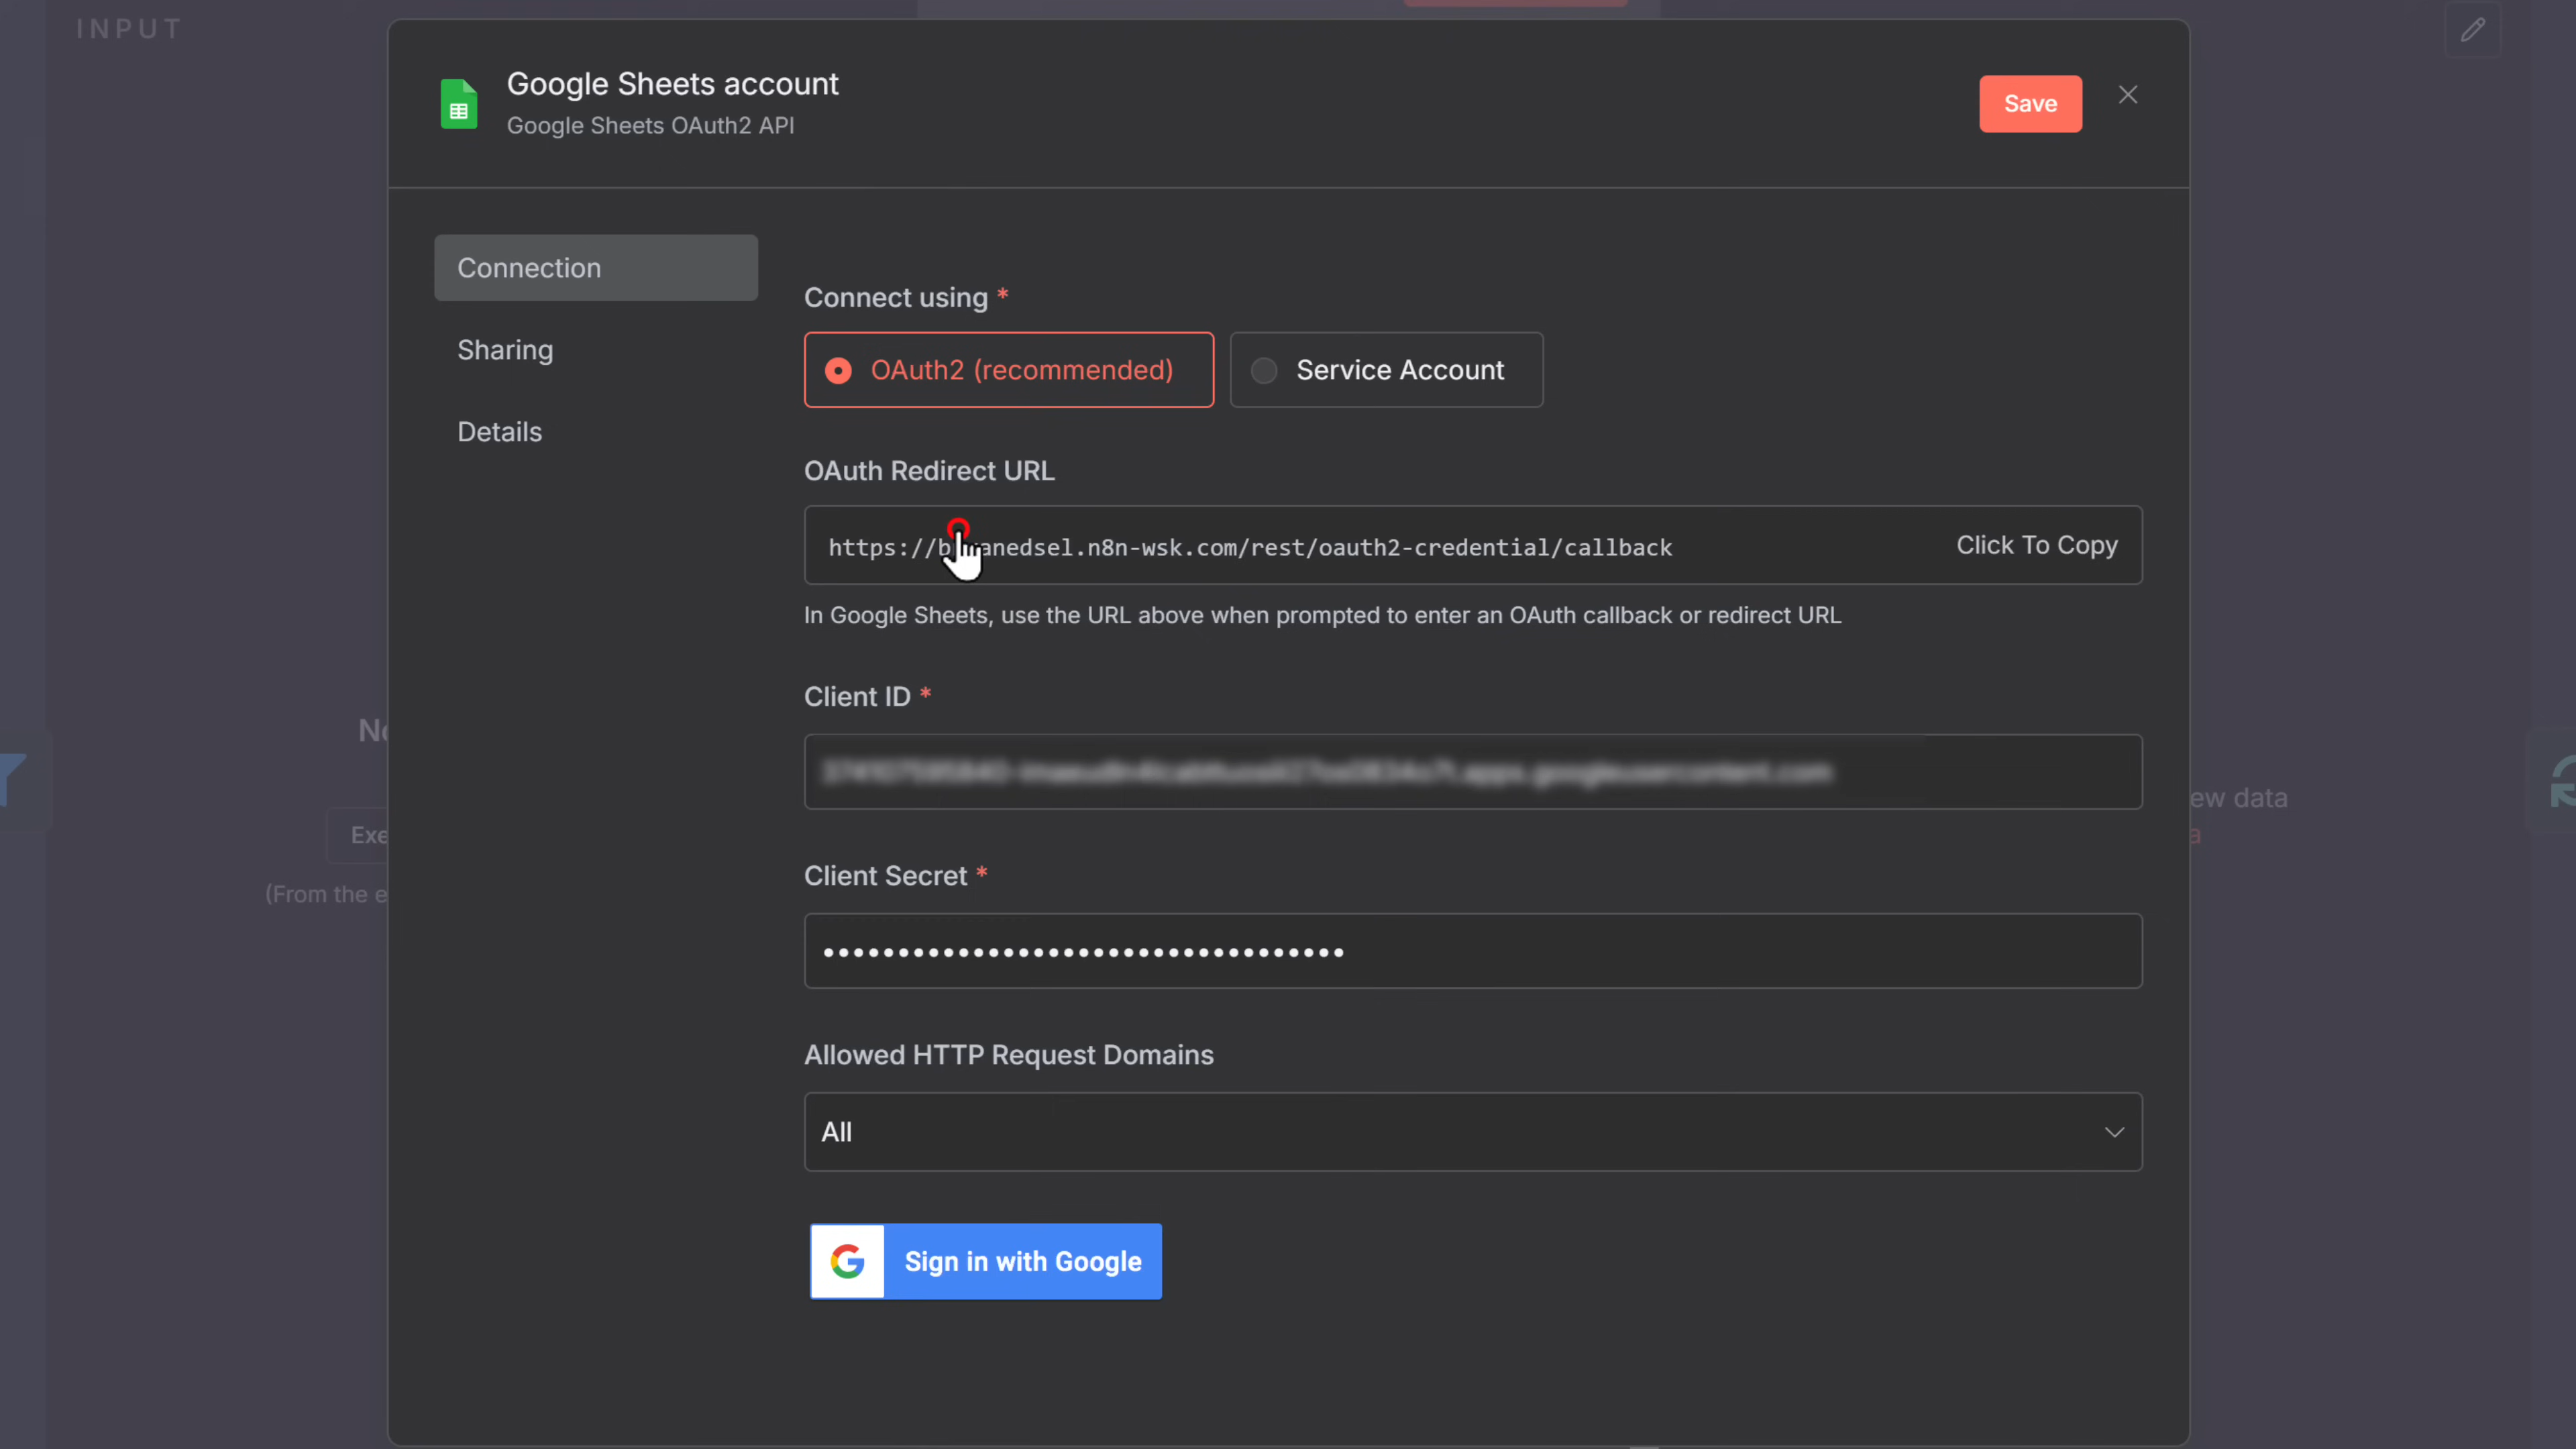 INPUT
Google Sheets account
Google Sheets OAuth2 API
Save
Connection
Sharing
Details
Connect using *
OAuth2 (recommended)
Service Account
OAuth Redirect URL
n8n-wsk.com/rest/oauth2-credential/callback
Click To Copy
In Google Sheets, use the URL above when prompted to enter an OAuth callback or redirect URL
Client ID *
Client Secret *
Allowed HTTP Request Domains
All
Sign in with Google
(From the
data